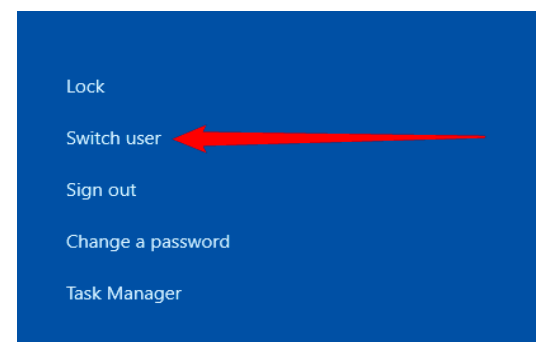 Lock
Switch user
Sign out
Change a password
Task Manager